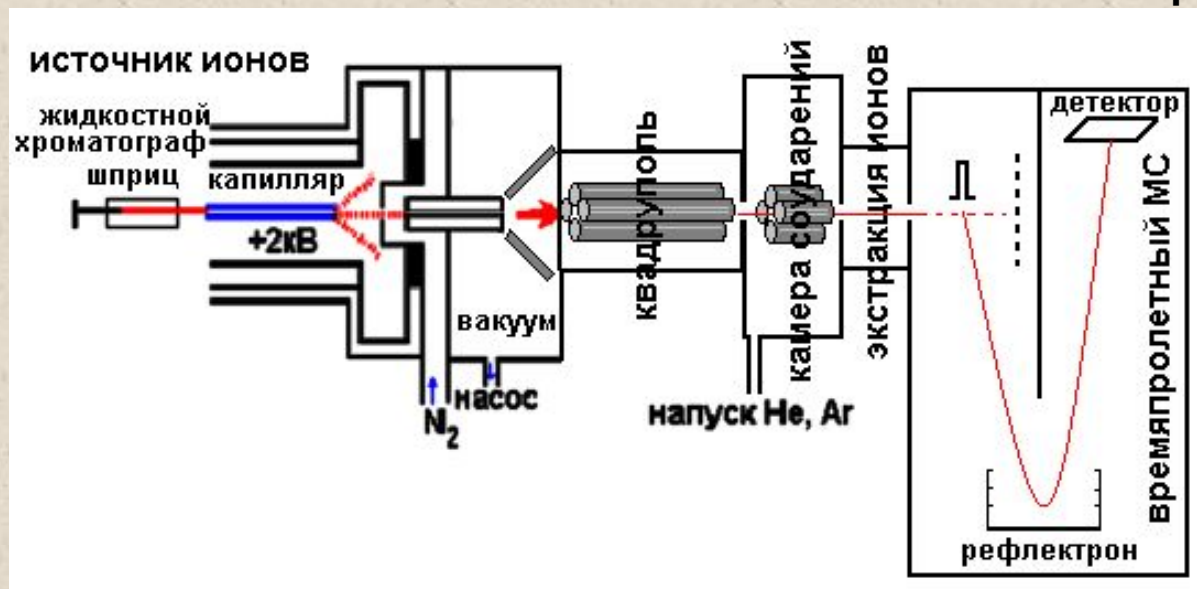 источник ионов
жидкостной
хроматограф
шприц
капилляр
+2кВ
вакуум
насос
N2
квадруполь
камера соударений
напуск He, Ar
экстракция ионов
детектор
времяпролетный МС
рефлектрон